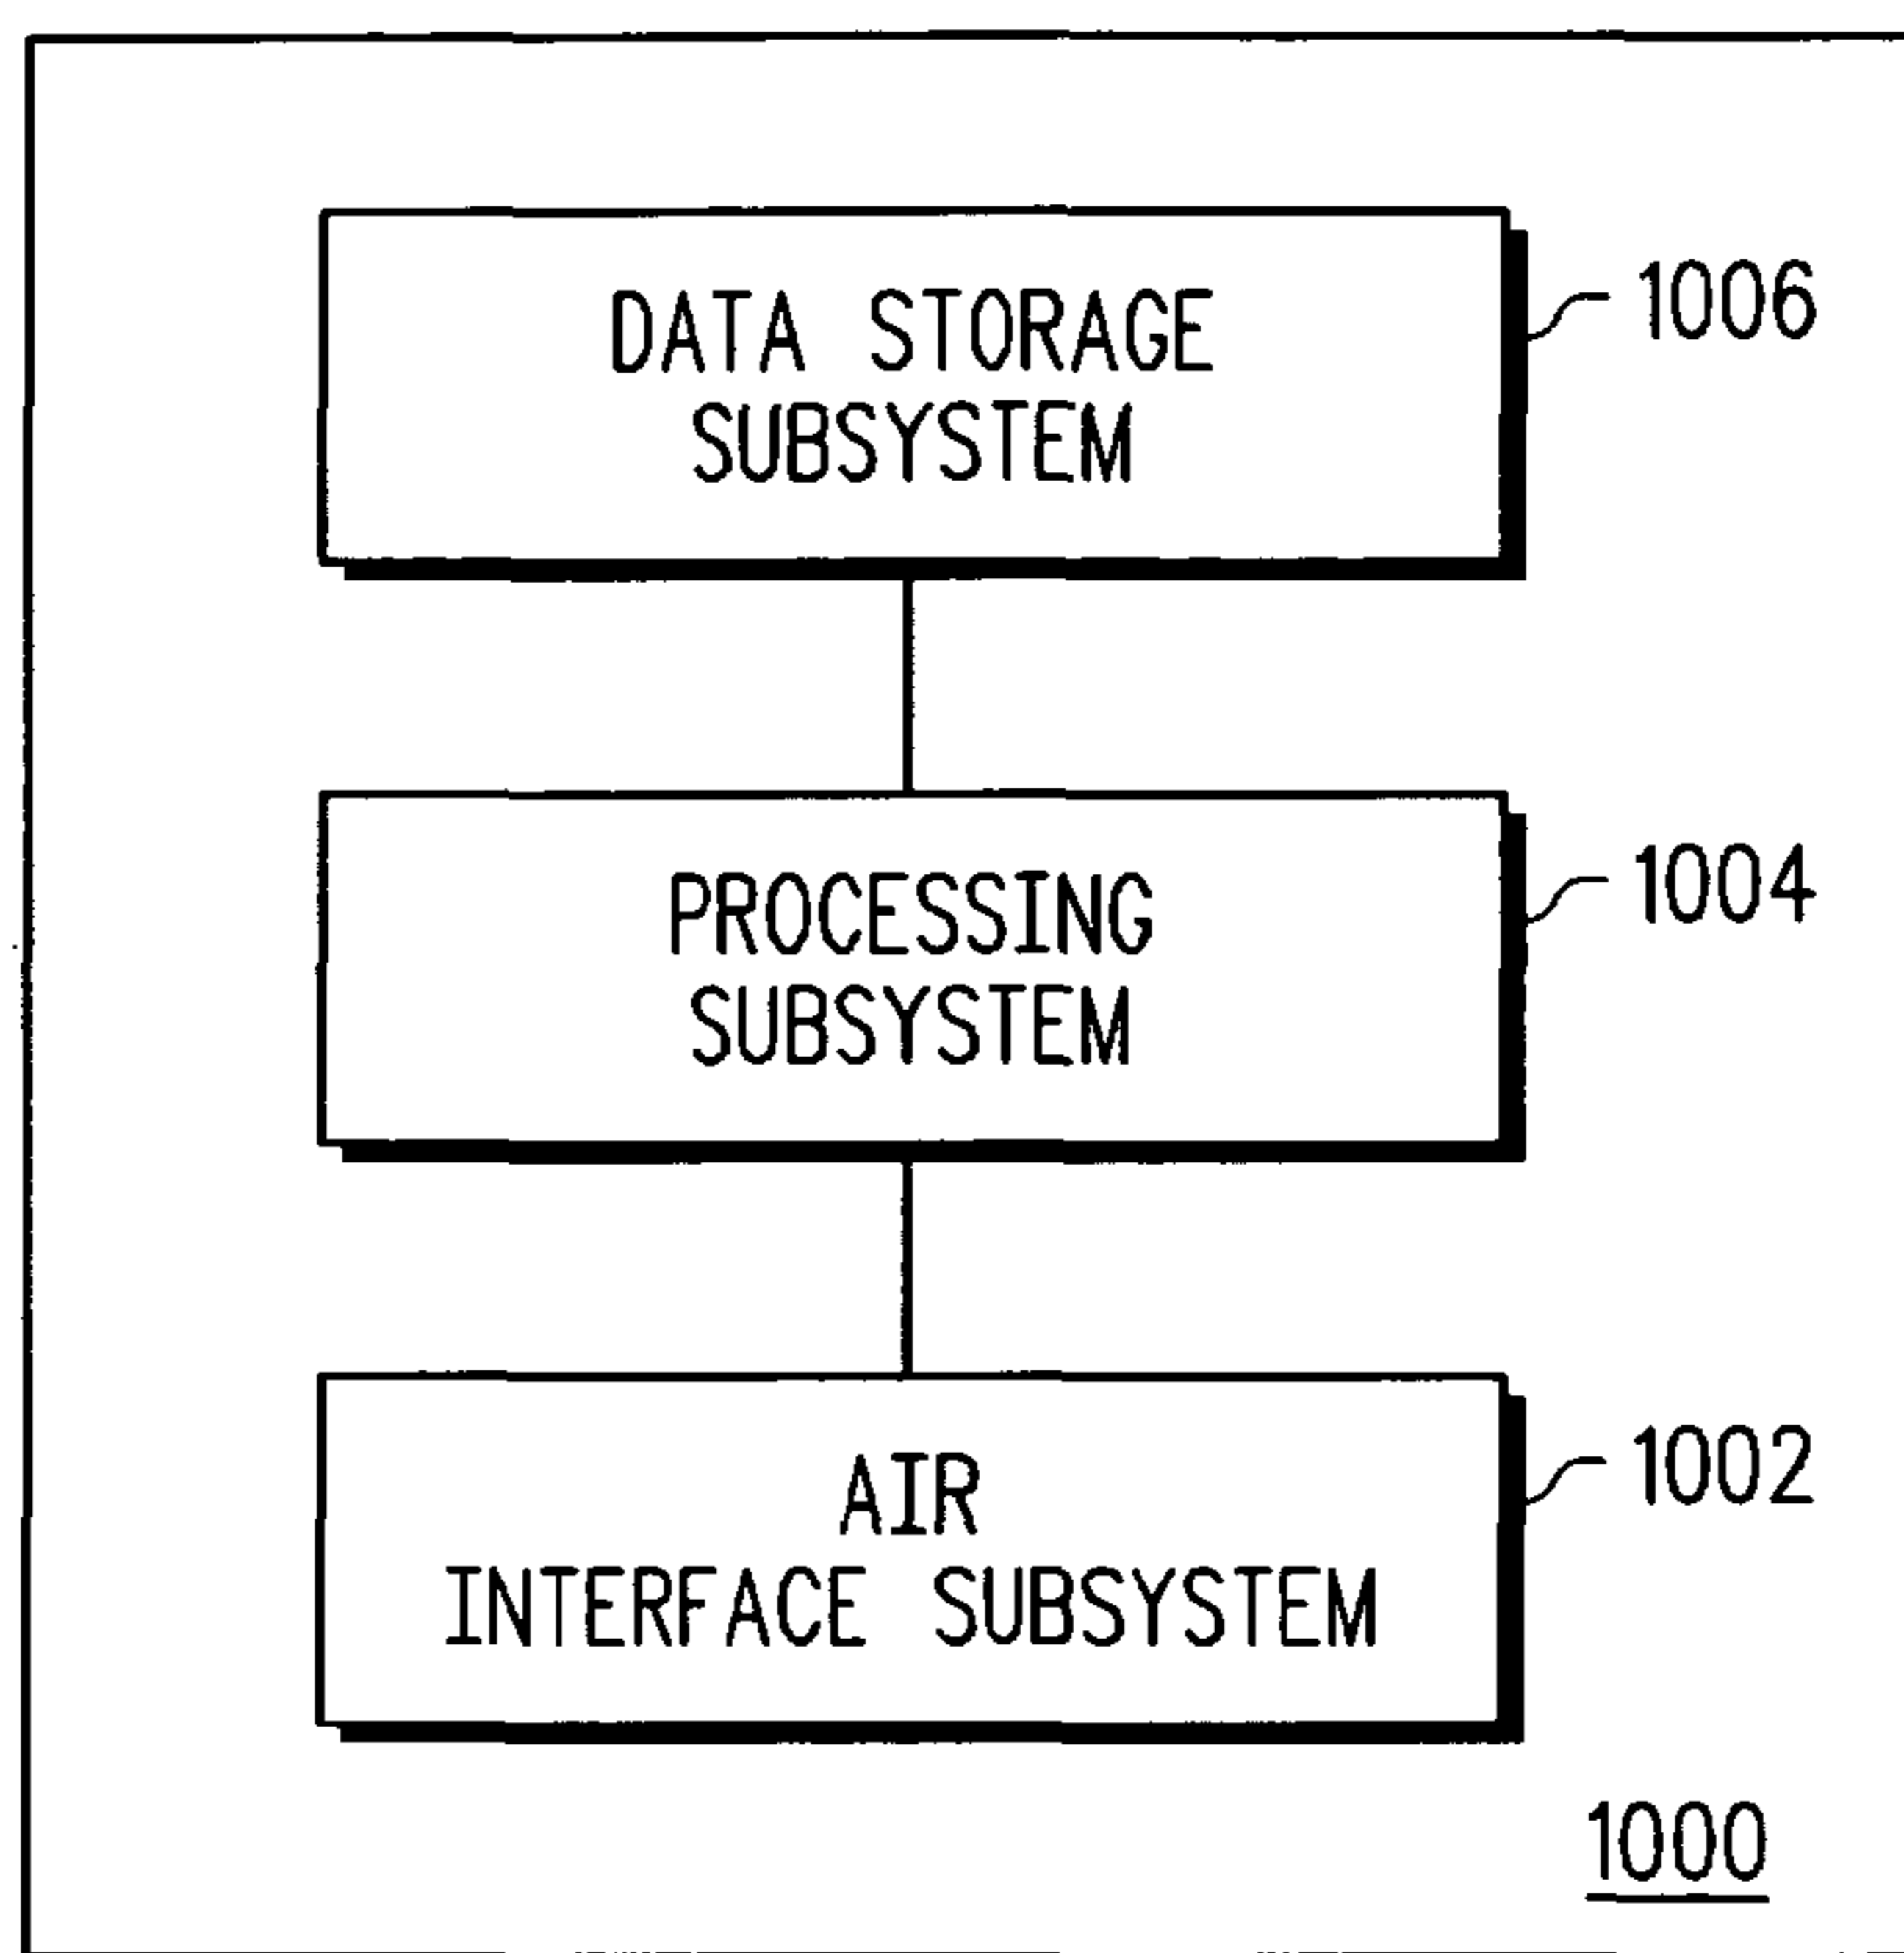 DATA STORAGE
SUBSYSTEM
1006
PROCESSING
SUBSYSTEM
1004
AIR
INTERFACE SUBSYSTEM
1002
1000